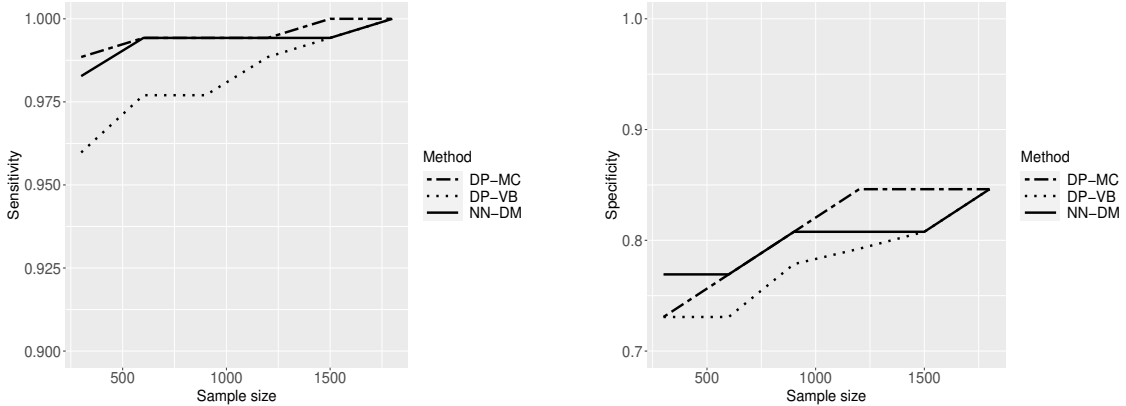 1.000
0.975
0.950
0.925
0.900
Sensitivity
500
1000
1500
Sample size
Method
DP−MC
DP−VB
NN−DM
1.0
0.9
0.8
0.7
Specificity
500
1000
1500
Sample size
Method
DP−MC
DP−VB
NN−DM